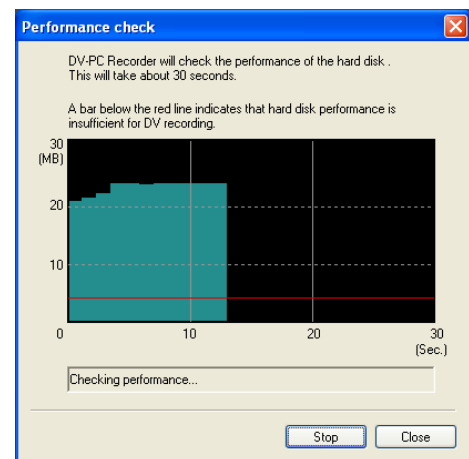 Performance check
DV-PC Recorder will check the performance of the hard disk .
This will take about 30 seconds.
A bar below the red line indicates that hard disk performance is
insufficient for DV recording.
30
(MB)
20
10
0 10 20 30
(Sec.)
Checking performance...
Stop Close